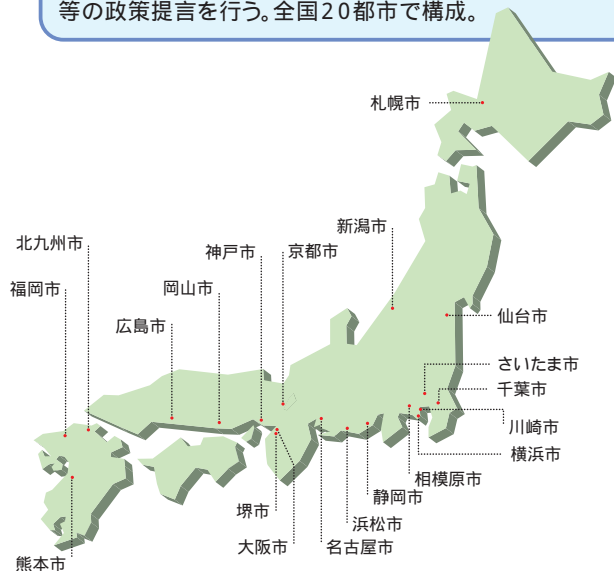 等の政策提言を行う。全国20都市で構成。
札幌市
新潟市
北九州市
神戸市
京都市
福岡市
岡山市
広島市
仙台市
さいたま市
千葉市
川崎市
横浜市
相模原市
静岡市
堺市
浜松市
大阪市
名古屋市
熊本市